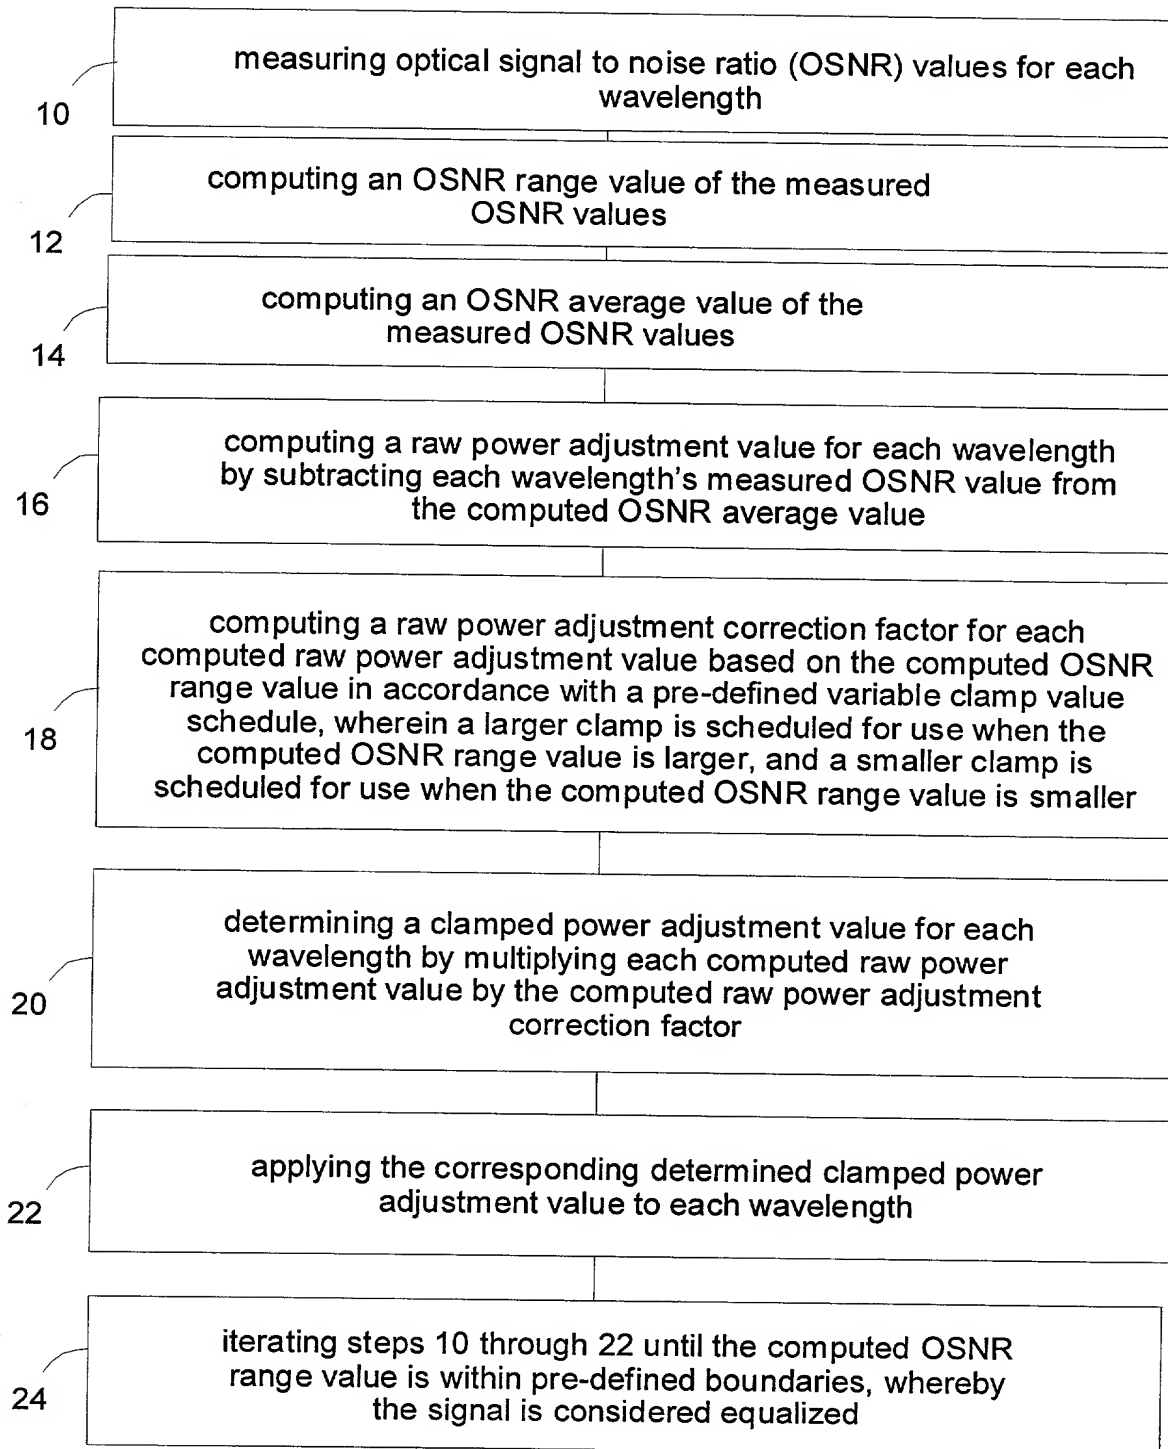 measuring optical signal to noise ratio (OSNR) values for each
wavelength
10
computing an OSNR range value of the measured
OSNR values
12
computing an OSNR average value of the
measured OSNR values
14
computing a raw power adjustment value for each wavelength
by subtracting each wavelength's measured OSNR value from
the computed OSNR average value
16
computing a raw power adjustment correction factor for each
computed raw power adjustment value based on the computed OSNR
range value in accordance with a pre-defined variable clamp value
schedule, wherein a larger clamp is scheduled for use when the
computed OSNR range value is larger, and a smaller clamp is
scheduled for use when the computed OSNR range value is smaller
18
determining a clamped power adjustment value for each
wavelength by multiplying each computed raw power
adjustment value by the computed raw power adjustment
correction factor
20
applying the corresponding determined clamped power
adjustment value to each wavelength
22
iterating steps 10 through 22 until the computed OSNR
range value is within pre-defined boundaries, whereby
the signal is considered equalized
24